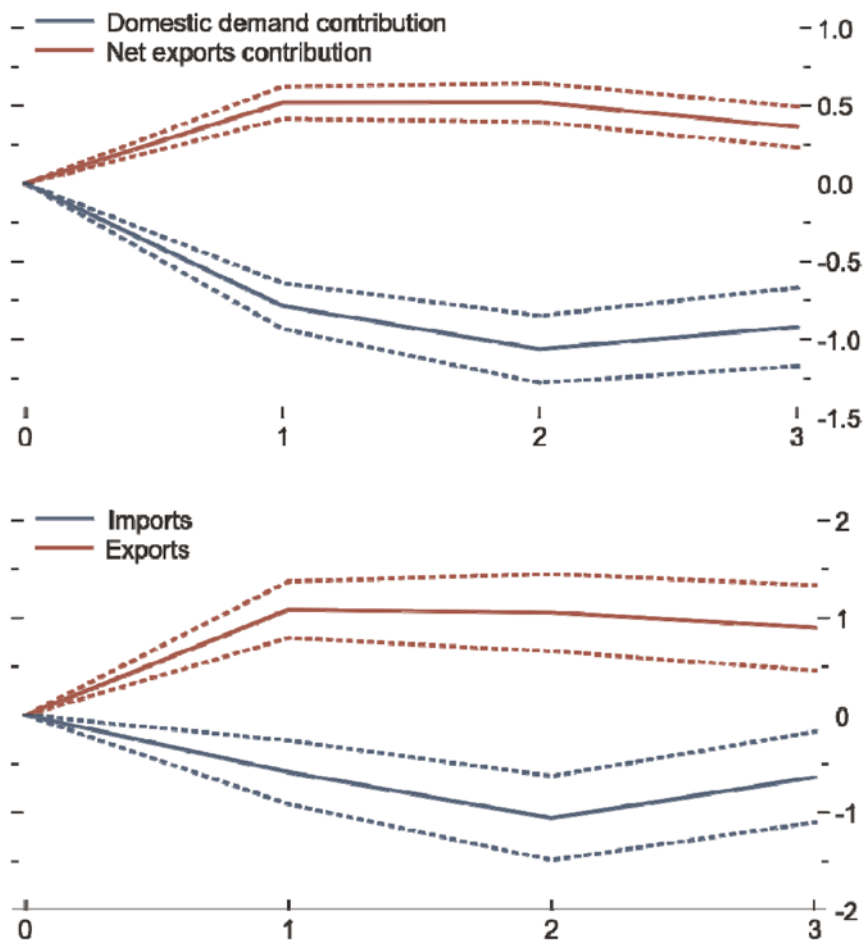 Domestic demand contribution
Net exports contribution
1.0
0.5
0.0
-0.5
-1.0
-1.5
0 1 2 3
Imports
Exports
2
1
0
-1
-2
0 1 2 3